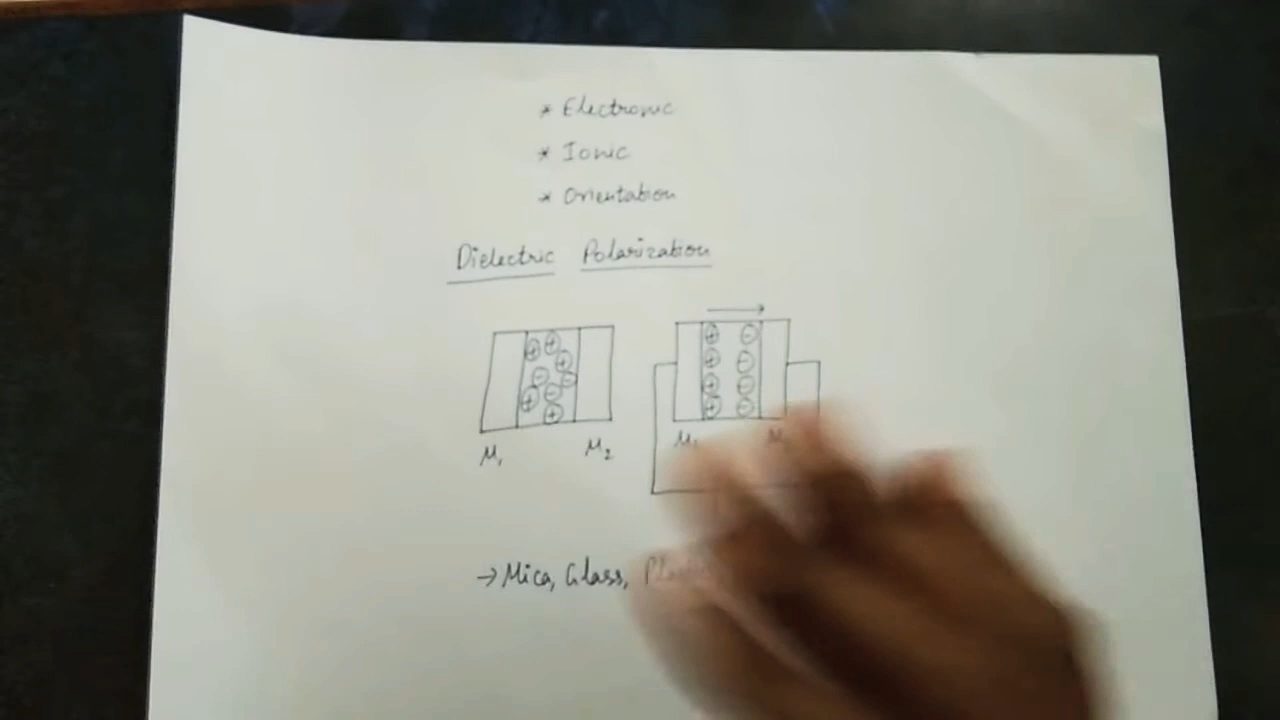 * Electronic
* Ionic
* Orientation
Dielectric Polarization
+ + + - - + - +
+ - + - + - + -
M₁ M₂ M₁
→ Mica, Glass,